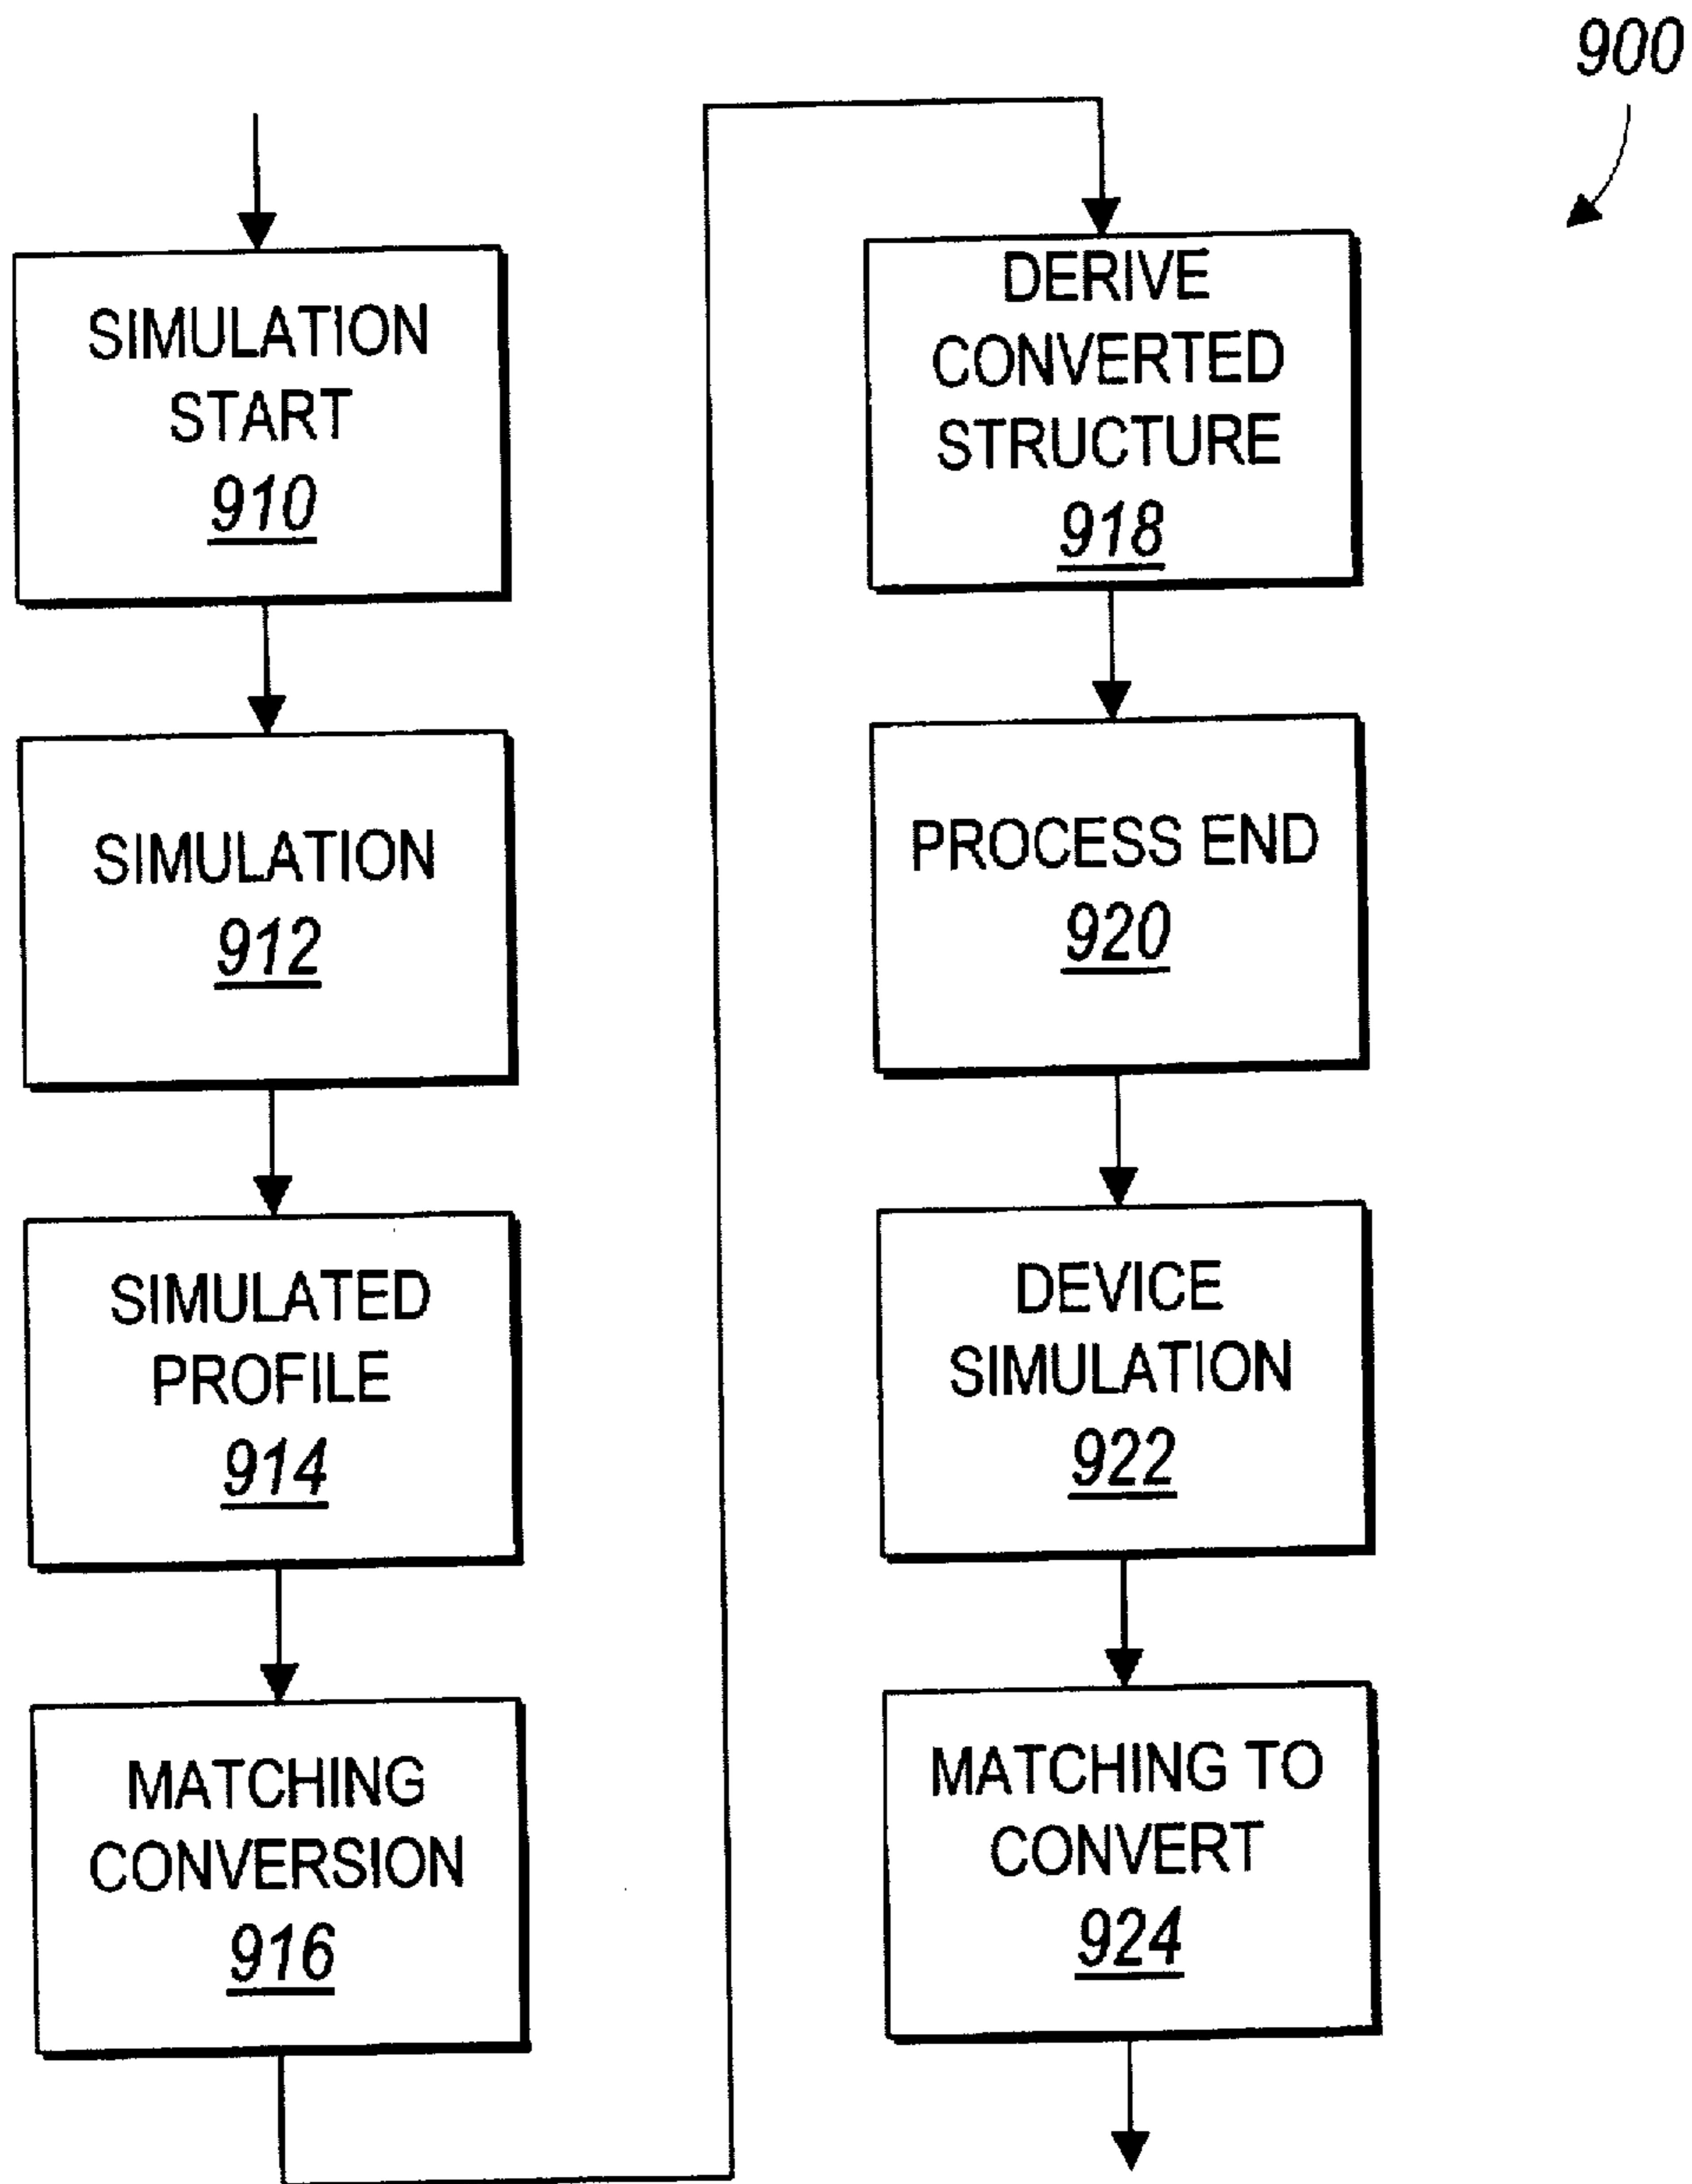 900
SIMULATION
START
910
SIMULATION
912
SIMULATED
PROFILE
914
MATCHING
CONVERSION
916
DERIVE
CONVERTED
STRUCTURE
918
PROCESS END
920
DEVICE
SIMULATION
922
MATCHING TO
CONVERT
924